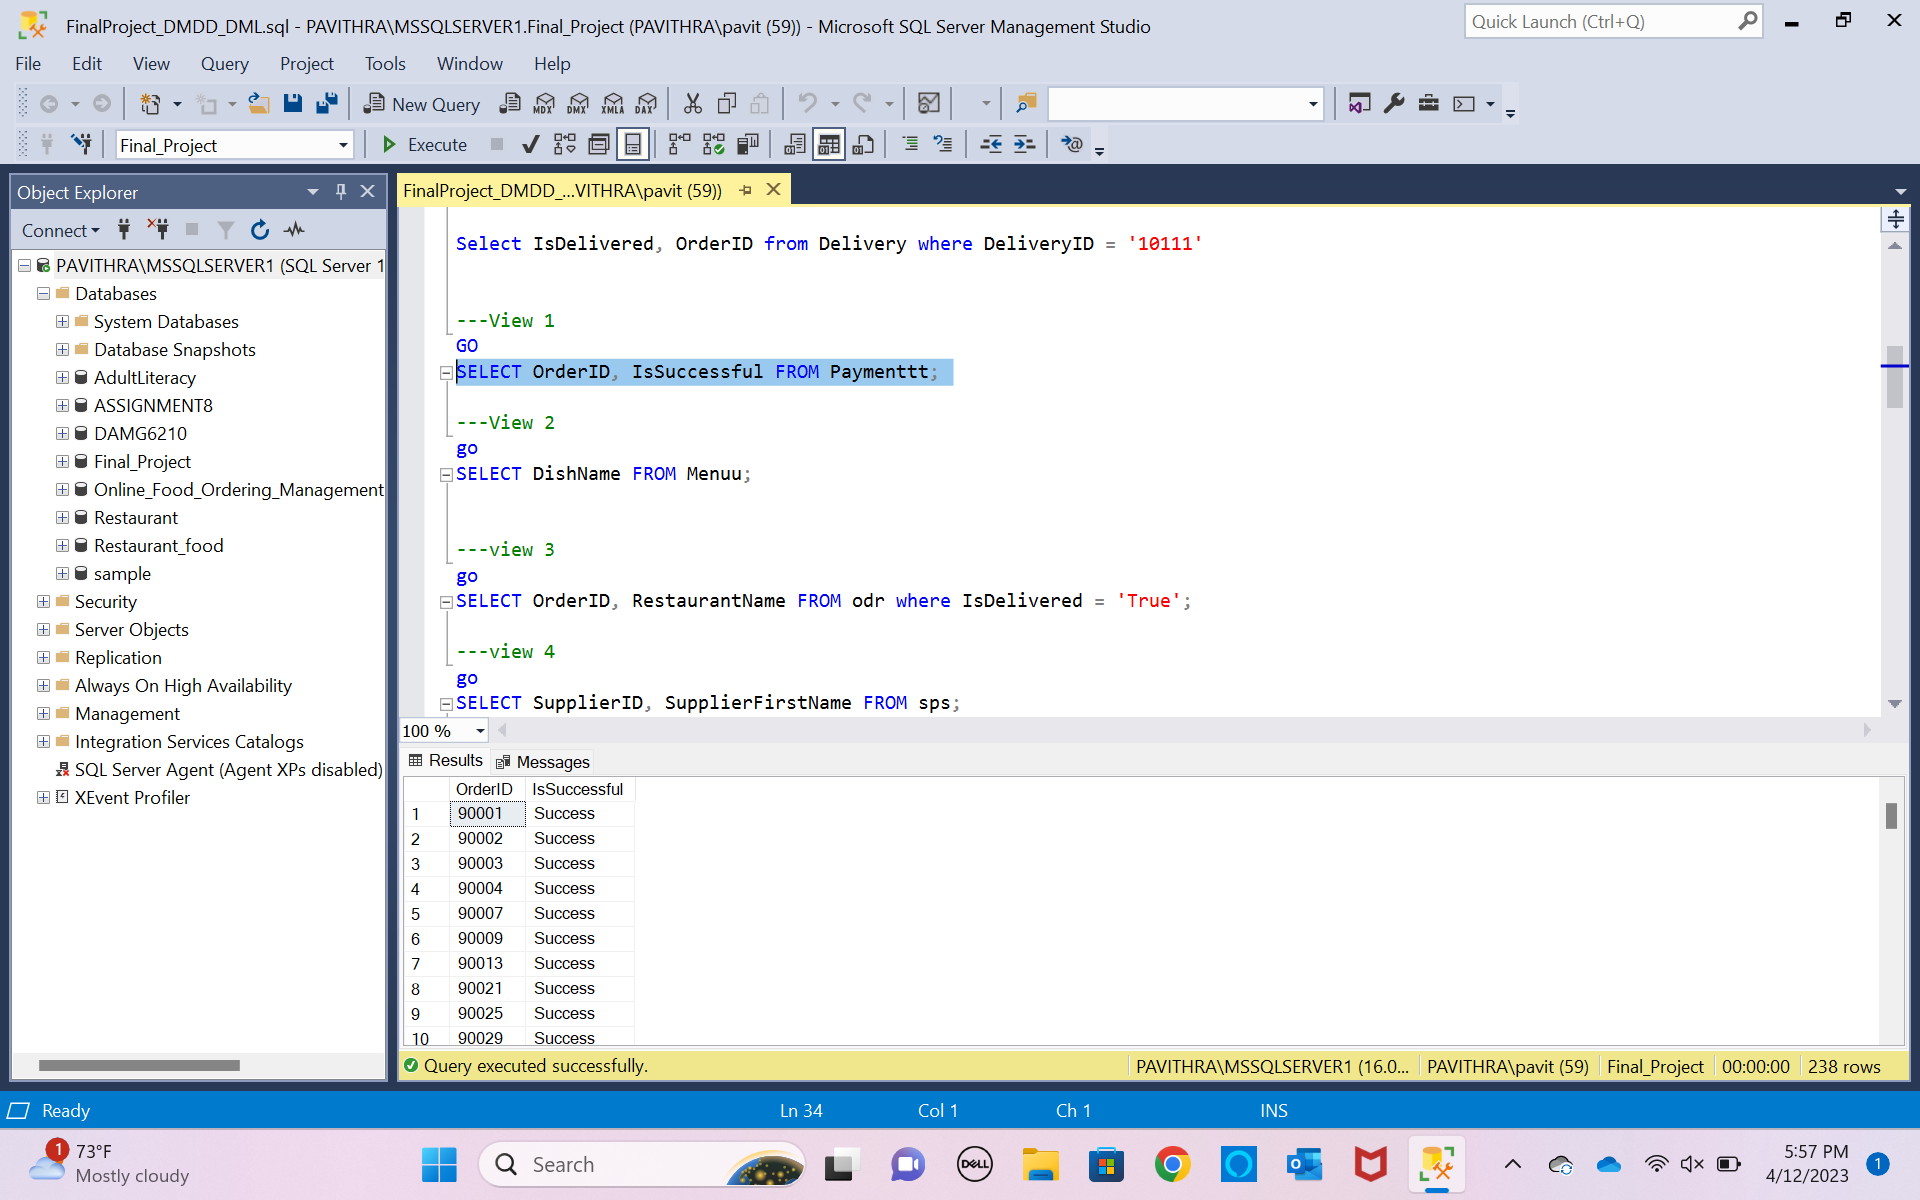 FinalProject_DMDD_DML.sql - PAVITHRA\MSSQLSERVER1.Final_Project (PAVITHRA\pavit (59)) - Microsoft SQL Server Management Studio
Quick Launch (Ctrl+Q)
File Edit View Query Project Tools Window Help
New Query MDX DMX XMLA DAX
Final_Project Execute
Object Explorer
Connect
PAVITHRA\MSSQLSERVER1 (SQL Server 1
Databases
System Databases
Database Snapshots
AdultLiteracy
ASSIGNMENT8
DAMG6210
Final_Project
Online_Food_Ordering_Management
Restaurant
Restaurant_food
sample
Security
Server Objects
Replication
Always On High Availability
Management
Integration Services Catalogs
SQL Server Agent (Agent XPs disabled)
XEvent Profiler
FinalProject_DMDD_...VITHRA\pavit (59))
Select IsDelivered, OrderID from Delivery where DeliveryID = '10111'
---View 1
GO
SELECT OrderID, IsSuccessful FROM Paymenttt;
---View 2
go
SELECT DishName FROM Menuu;
---view 3
go
SELECT OrderID, RestaurantName FROM odr where IsDelivered = 'True';
---view 4
go
SELECT SupplierID, SupplierFirstName FROM sps;
100 %
Results Messages
OrderID IsSuccessful
1 90001 Success
2 90002 Success
3 90003 Success
4 90004 Success
5 90007 Success
6 90009 Success
7 90013 Success
8 90021 Success
9 90025 Success
10 90029 Success
Query executed successfully. PAVITHRA\MSSQLSERVER1 (16.0... PAVITHRA\pavit (59) Final_Project 00:00:00 238 rows
Ready Ln 34 Col 1 Ch 1 INS
1 73°F
Mostly cloudy
Search
DELL
5:57 PM
4/12/2023
1